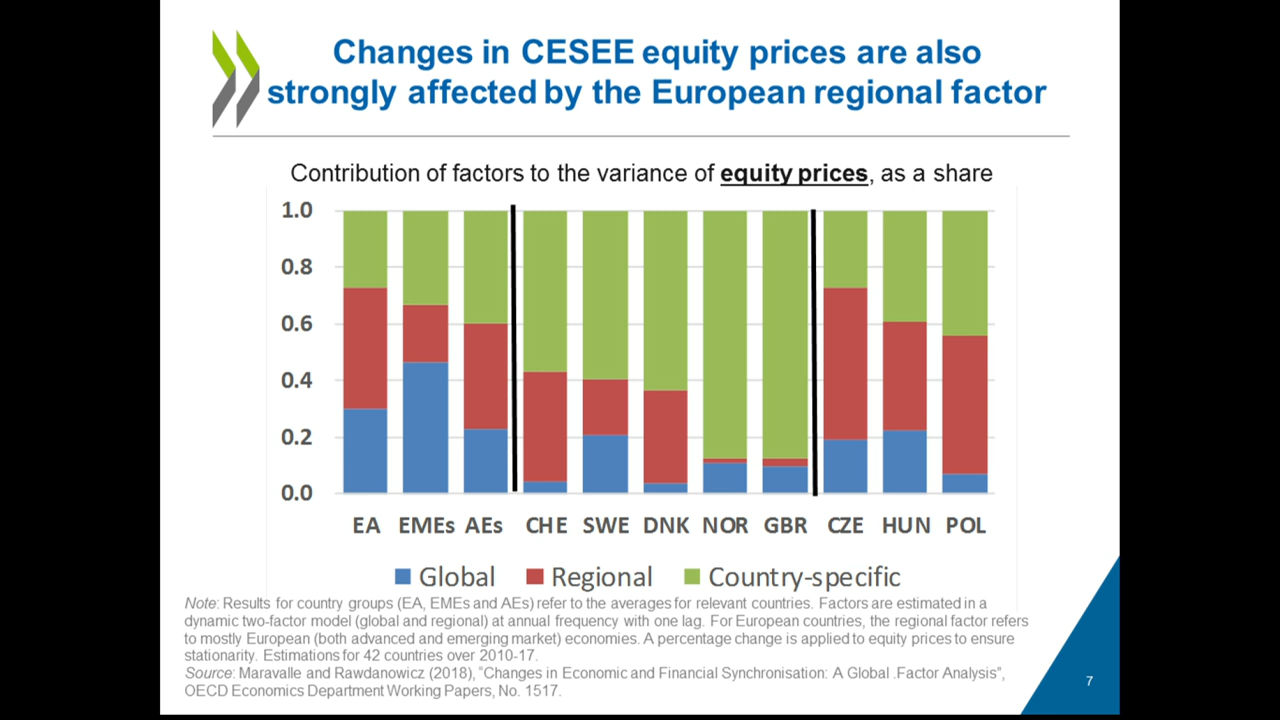 Changes in CESEE equity prices are also
strongly affected by the European regional factor
Contribution of factors to the variance of equity prices, as a share
1.0
0.8
0.6
0.4
0.2
0.0
EA EMEs AEs CHE SWE DNK NOR GBR CZE HUN POL
Global Regional Country-specific
Note: Results for country groups (EA, EMEs and AEs) refer to the averages for relevant countries. Factors are estimated in a
dynamic two-factor model (global and regional) at annual frequency with one lag. For European countries, the regional factor refers
to mostly European (both advanced and emerging market) economies. A percentage change is applied to equity prices to ensure
stationarity. Estimations for 42 countries over 2010-17.
Source: Maravalle and Rawdanowicz (2018), “Changes in Economic and Financial Synchronisation: A Global .Factor Analysis”,
OECD Economics Department Working Papers, No. 1517.
7